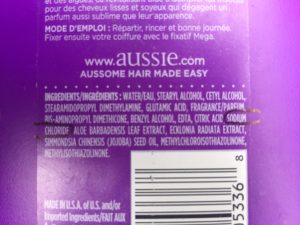 pour des cheveux lisses et soyeux qui dégagent un
parfum aussi sublime que leur apparence.
MODE D'EMPLOI : Répartir, rincer et bonne journée.
Fixer ensuite votre coiffure avec le fixatif Mega.
www.aussie.com
AUSSOME HAIR MADE EASY
INGREDIENTS/INGRÉDIENTS : WATER/EAU, STEARYL ALCOHOL, CETYL ALCOHOL,
STEARAMIDOPROPYL DIMETHYLAMINE, GLUTAMIC ACID, FRAGRANCE/PARFUM,
BIS-AMINOPROPYL DIMETHICONE, BENZYL ALCOHOL, EDTA, CITRIC ACID, SODIUM
CHLORIDE, ALOE BARBADENSIS LEAF EXTRACT, ECKLONIA RADIATA EXTRACT,
SIMMONDSIA CHINENSIS (JOJOBA) SEED OIL, METHYLCHLOROISOTHIAZOLINONE,
METHYLISOTHIAZOLINONE.
MADE IN U.S.A. of U.S. and/or
Imported Ingredients/FAIT AUX
05336 8